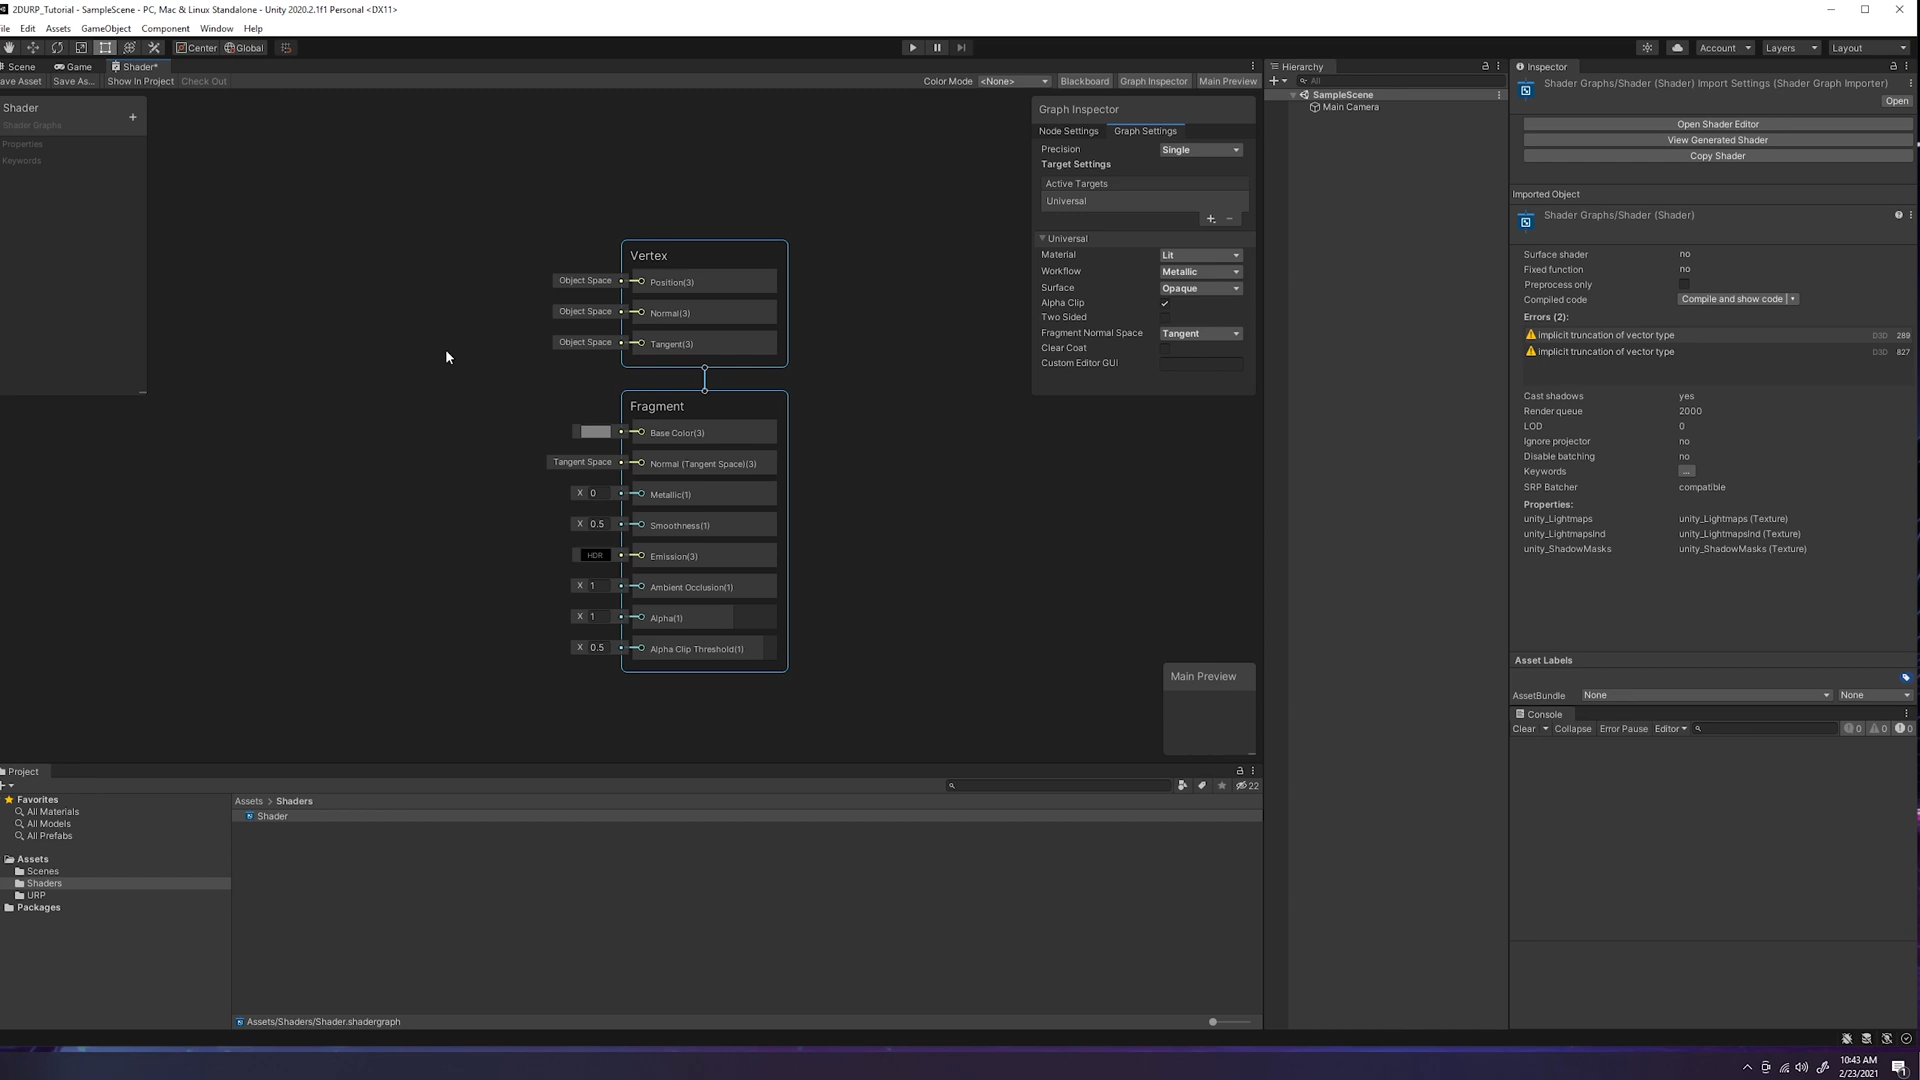 2DURP_Tutorial - SampleScene - PC, Mac & Linux Standalone - Unity 2020.2.1f1 Personal <DX11>
ile Edit Assets GameObject Component Window Help
Center Global
Account Layers Layout
Scene Game Shader*
ave Asset Save As... Show In Project Check Out
Color Mode <None> Blackboard Graph Inspector Main Preview
Shader
Shader Graphs
Properties
Keywords
Vertex
Object Space Position(3)
Object Space Normal(3)
Object Space Tangent(3)
Fragment
Base Color(3)
Tangent Space Normal (Tangent Space)(3)
X 0 Metallic(1)
X 0.5 Smoothness(1)
HDR Emission(3)
X 1 Ambient Occlusion(1)
X 1 Alpha(1)
X 0.5 Alpha Clip Threshold(1)
Graph Inspector
Node Settings Graph Settings
Precision Single
Target Settings
Active Targets
Universal
Universal
Material Lit
Workflow Metallic
Surface Opaque
Alpha Clip
Two Sided
Fragment Normal Space Tangent
Clear Coat
Custom Editor GUI
Main Preview
Hierarchy
All
SampleScene
Main Camera
Inspector
Shader Graphs/Shader (Shader) Import Settings (Shader Graph Importer)
Open
Open Shader Editor
View Generated Shader
Copy Shader
Imported Object
Shader Graphs/Shader (Shader)
Surface shader no
Fixed function no
Preprocess only
Compiled code Compile and show code
Errors (2):
implicit truncation of vector type D3D 289
implicit truncation of vector type D3D 827
Cast shadows yes
Render queue 2000
LOD 0
Ignore projector no
Disable batching no
Keywords ...
SRP Batcher compatible
Properties:
unity_Lightmaps unity_Lightmaps (Texture)
unity_LightmapsInd unity_LightmapsInd (Texture)
unity_ShadowMasks unity_ShadowMasks (Texture)
Asset Labels
AssetBundle None None
Console
Clear Collapse Error Pause Editor 0 0 0
Project
22
Favorites
All Materials
All Models
All Prefabs
Assets
Scenes
Shaders
URP
Packages
Assets > Shaders
Shader
Assets/Shaders/Shader.shadergraph
10:43 AM
2/23/2021
1